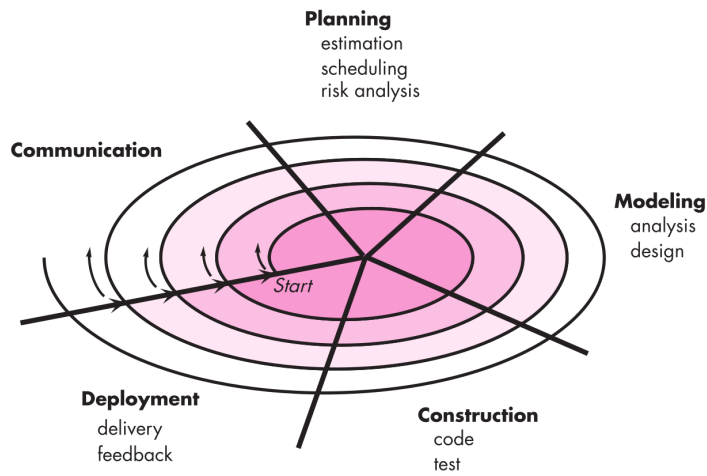 Planning
estimation
scheduling
risk analysis
Communication
Modeling
analysis
design
Start
Deployment
delivery
feedback
Construction
code
test